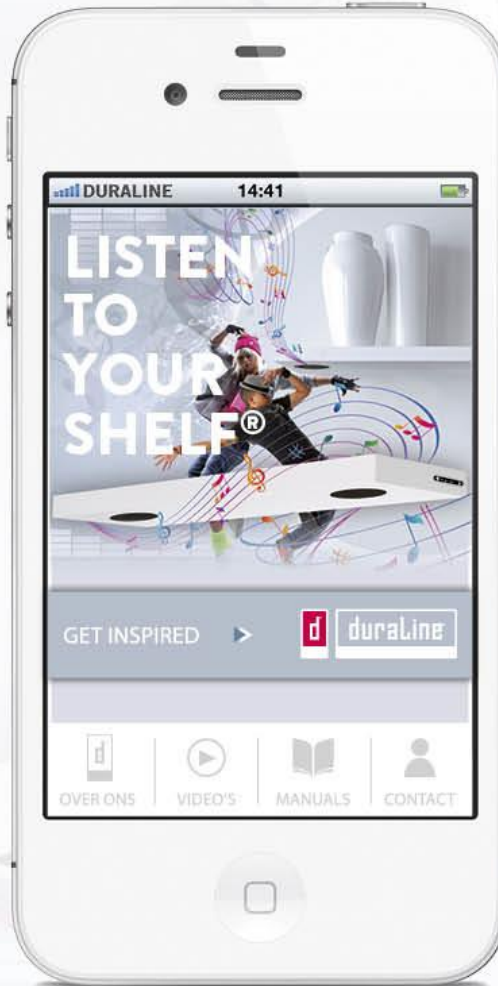 DURALINE 14:41
LISTEN
TO
YOUR
SHELF®
GET INSPIRED
d duraline
d
OVER ONS VIDEO'S MANUALS CONTACT